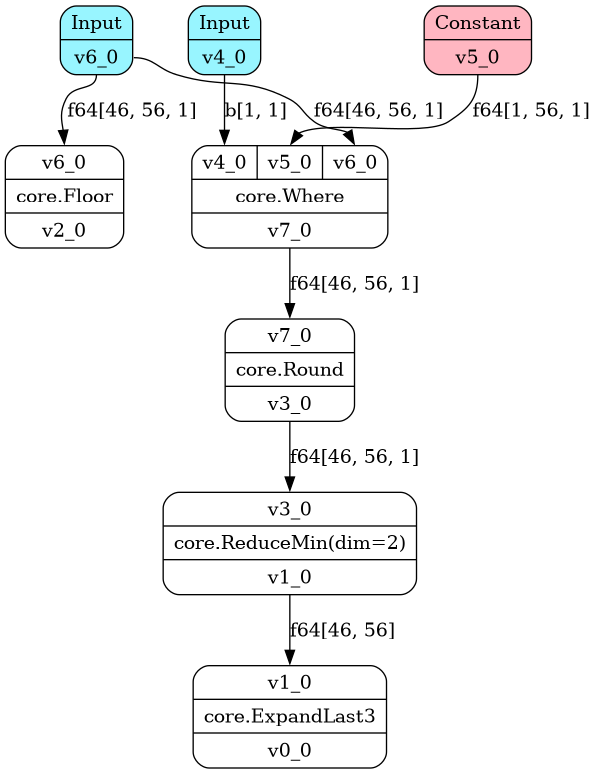 Input
v6_0
Input
v4_0
Constant
v5_0
f64[46, 56, 1]
b[1, 1]
f64[46, 56, 1]
f64[1, 56, 1]
v6_0
core.Floor
v2_0
v4_0 v5_0 v6_0
core.Where
v7_0
f64[46, 56, 1]
v7_0
core.Round
v3_0
f64[46, 56, 1]
v3_0
core.ReduceMin(dim=2)
v1_0
f64[46, 56]
v1_0
core.ExpandLast3
v0_0